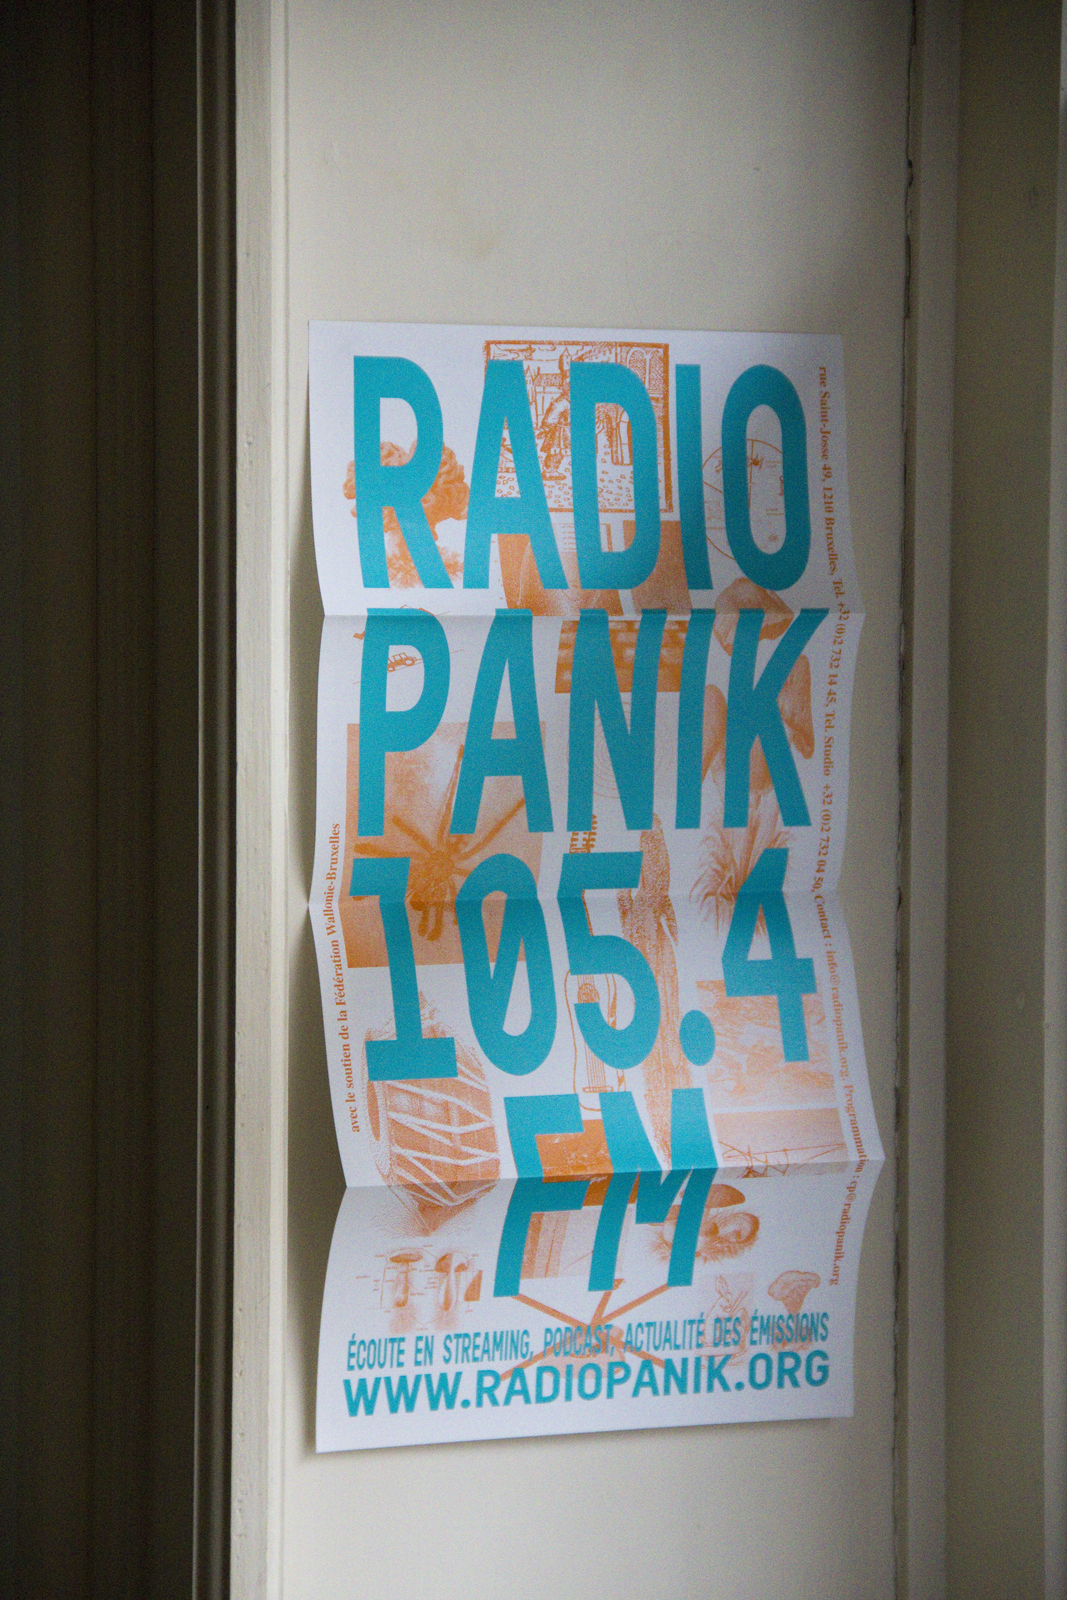 RADIO
PANIK
105.4
FM
ÉCOUTE EN STREAMING, PODCAST, ACTUALITÉ DES ÉMISSIONS
WWW.RADIOPANIK.ORG
avec le soutien de la Fédération Wallonie-Bruxelles
rue Saint-Josse 49, 1210 Bruxelles, Tel. +32 (0)2 732 14 45, Tel. Studio +32 (0)2 732 04 50, Contact : info@radiopanik.org, Programmation : cp@radiopanik.org